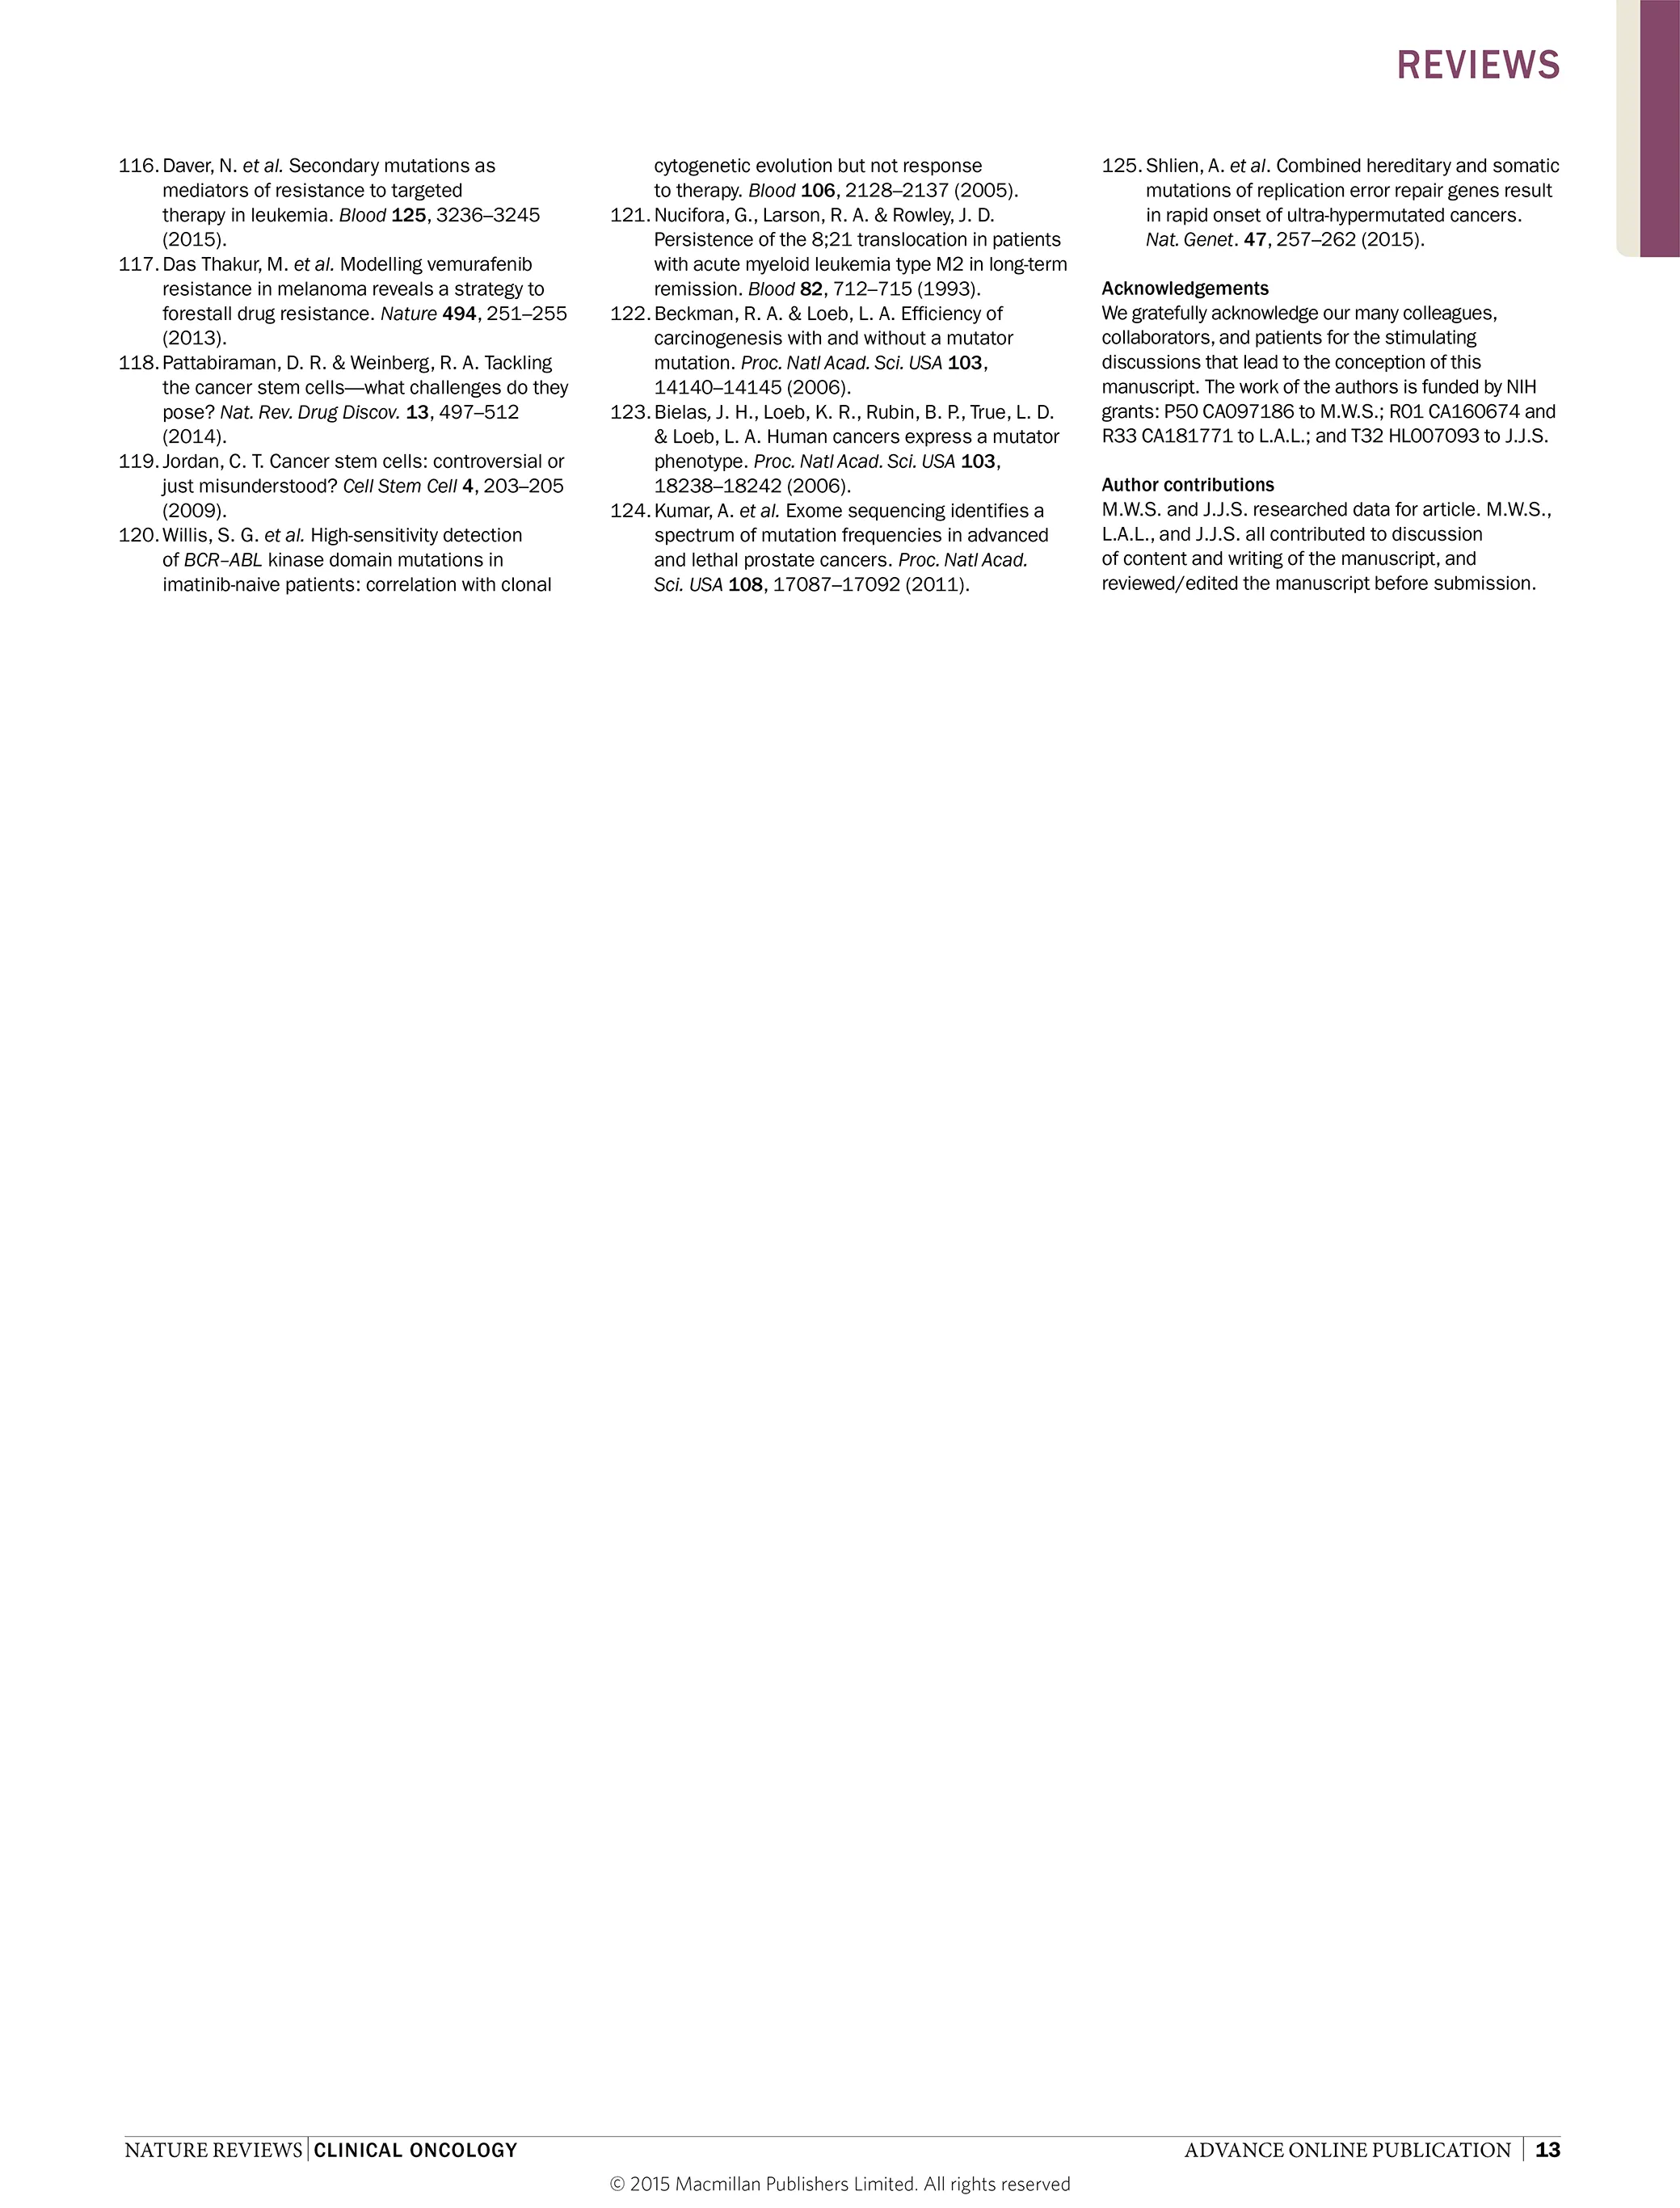 REVIEWS
116. Daver, N. et al. Secondary mutations as
mediators of resistance to targeted
therapy in leukemia. Blood 125, 3236–3245
(2015).
117. Das Thakur, M. et al. Modelling vemurafenib
resistance in melanoma reveals a strategy to
forestall drug resistance. Nature 494, 251–255
(2013).
118. Pattabiraman, D. R. & Weinberg, R. A. Tackling
the cancer stem cells—what challenges do they
pose? Nat. Rev. Drug Discov. 13, 497–512
(2014).
119. Jordan, C. T. Cancer stem cells: controversial or
just misunderstood? Cell Stem Cell 4, 203–205
(2009).
120. Willis, S. G. et al. High-sensitivity detection
of BCR–ABL kinase domain mutations in
imatinib-naive patients: correlation with clonal
cytogenetic evolution but not response
to therapy. Blood 106, 2128–2137 (2005).
121. Nucifora, G., Larson, R. A. & Rowley, J. D.
Persistence of the 8;21 translocation in patients
with acute myeloid leukemia type M2 in long-term
remission. Blood 82, 712–715 (1993).
122. Beckman, R. A. & Loeb, L. A. Efficiency of
carcinogenesis with and without a mutator
mutation. Proc. Natl Acad. Sci. USA 103,
14140–14145 (2006).
123. Bielas, J. H., Loeb, K. R., Rubin, B. P., True, L. D.
& Loeb, L. A. Human cancers express a mutator
phenotype. Proc. Natl Acad. Sci. USA 103,
18238–18242 (2006).
124. Kumar, A. et al. Exome sequencing identifies a
spectrum of mutation frequencies in advanced
and lethal prostate cancers. Proc. Natl Acad.
Sci. USA 108, 17087–17092 (2011).
125. Shlien, A. et al. Combined hereditary and somatic
mutations of replication error repair genes result
in rapid onset of ultra-hypermutated cancers.
Nat. Genet. 47, 257–262 (2015).
Acknowledgements
We gratefully acknowledge our many colleagues,
collaborators, and patients for the stimulating
discussions that lead to the conception of this
manuscript. The work of the authors is funded by NIH
grants: P50 CA097186 to M.W.S.; R01 CA160674 and
R33 CA181771 to L.A.L.; and T32 HL007093 to J.J.S.
Author contributions
M.W.S. and J.J.S. researched data for article. M.W.S.,
L.A.L., and J.J.S. all contributed to discussion
of content and writing of the manuscript, and
reviewed/edited the manuscript before submission.
NATURE REVIEWS | CLINICAL ONCOLOGY
ADVANCE ONLINE PUBLICATION | 13
© 2015 Macmillan Publishers Limited. All rights reserved